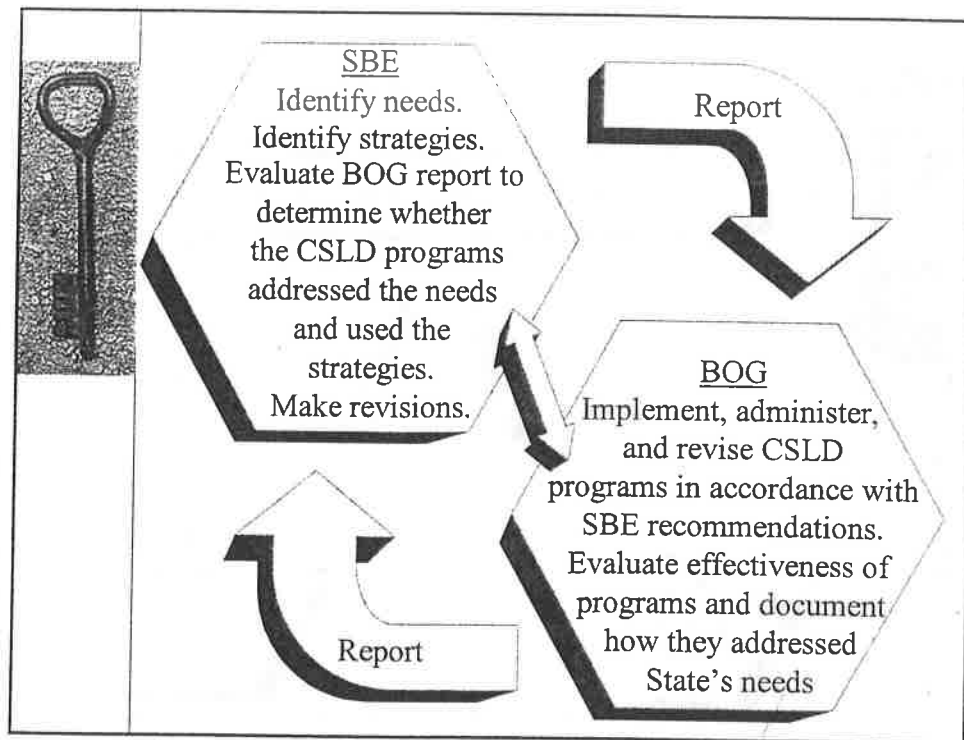 SBE
Identify needs.
Identify strategies.
Evaluate BOG report to
determine whether
the CSLD programs
addressed the needs
and used the
strategies.
Make revisions.
Report
BOG
Implement, administer,
and revise CSLD
programs in accordance with
SBE recommendations.
Evaluate effectiveness of
programs and document
how they addressed
State's needs
Report